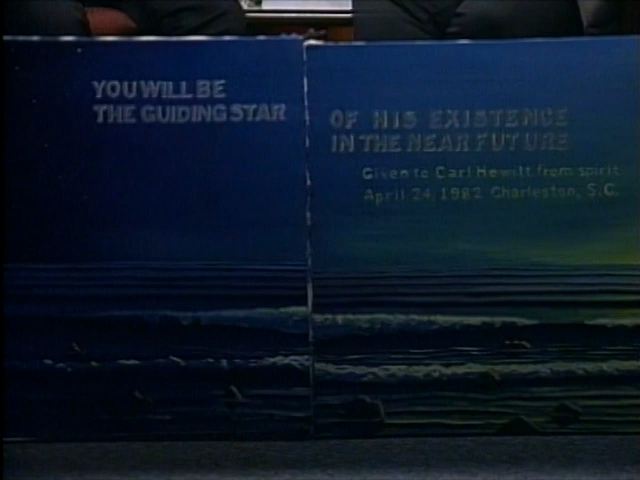 YOU WILL BE
THE GUIDING STAR
OF HIS EXISTENCE
IN THE NEAR FUTURE
Given to Carl Hewitt from spirit
April 24, 1982 Charleston, S.C.